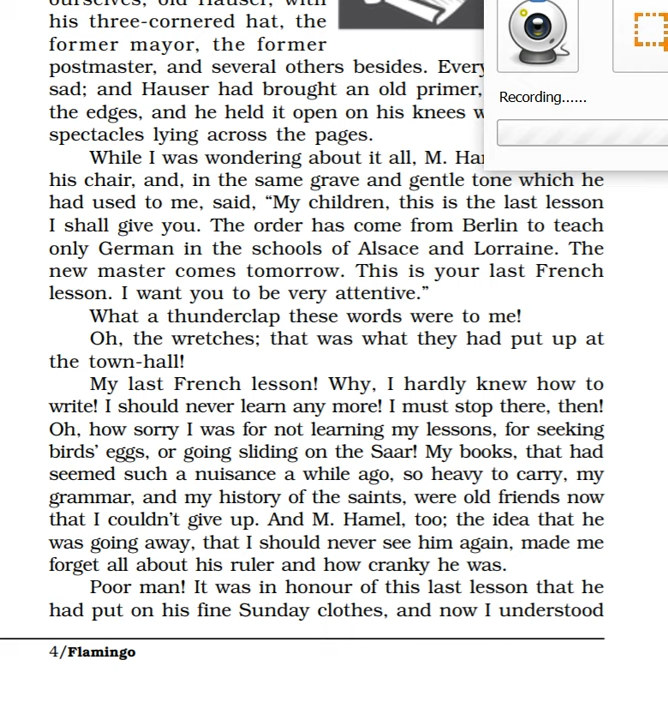 ourselves, old Hauser, with
his three-cornered hat, the
former mayor, the former
postmaster, and several others besides.
sad; and Hauser had brought an old primer,
the edges, and he held it open on his knees
spectacles lying across the pages.
Recording......
While I was wondering about it all, M.
his chair, and, in the same grave and gentle tone which he
had used to me, said, “My children, this is the last lesson
I shall give you. The order has come from Berlin to teach
only German in the schools of Alsace and Lorraine. The
new master comes tomorrow. This is your last French
lesson. I want you to be very attentive.”
What a thunderclap these words were to me!
Oh, the wretches; that was what they had put up at
the town-hall!
My last French lesson! Why, I hardly knew how to
write! I should never learn any more! I must stop there, then!
Oh, how sorry I was for not learning my lessons, for seeking
birds’ eggs, or going sliding on the Saar! My books, that had
seemed such a nuisance a while ago, so heavy to carry, my
grammar, and my history of the saints, were old friends now
that I couldn’t give up. And M. Hamel, too; the idea that he
was going away, that I should never see him again, made me
forget all about his ruler and how cranky he was.
Poor man! It was in honour of this last lesson that he
had put on his fine Sunday clothes, and now I understood
4/Flamingo